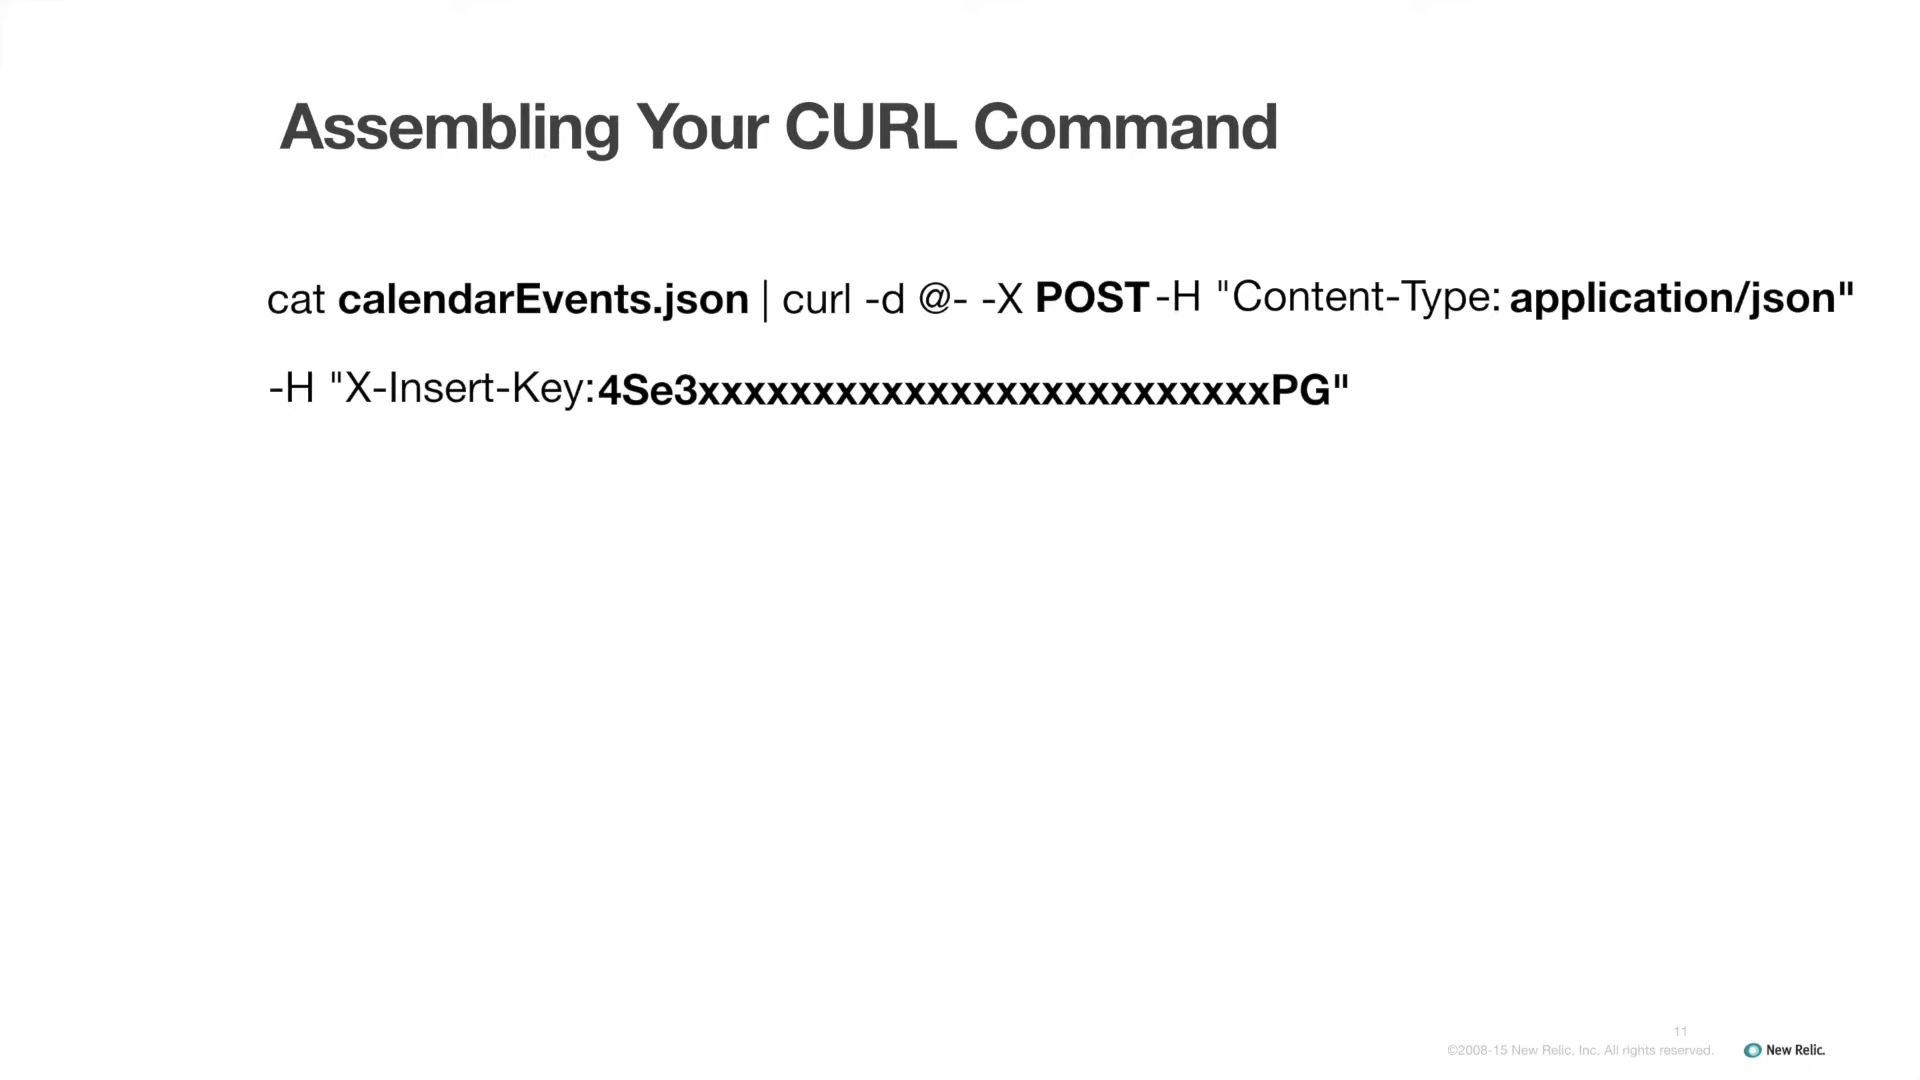 Assembling Your CURL Command
cat calendarEvents.json | curl -d @- -X POST -H "Content-Type: application/json"
-H "X-Insert-Key:4Se3xxxxxxxxxxxxxxxxxxxxxxxxxPG"
11
©2008-15 New Relic, Inc. All rights reserved.
New Relic.